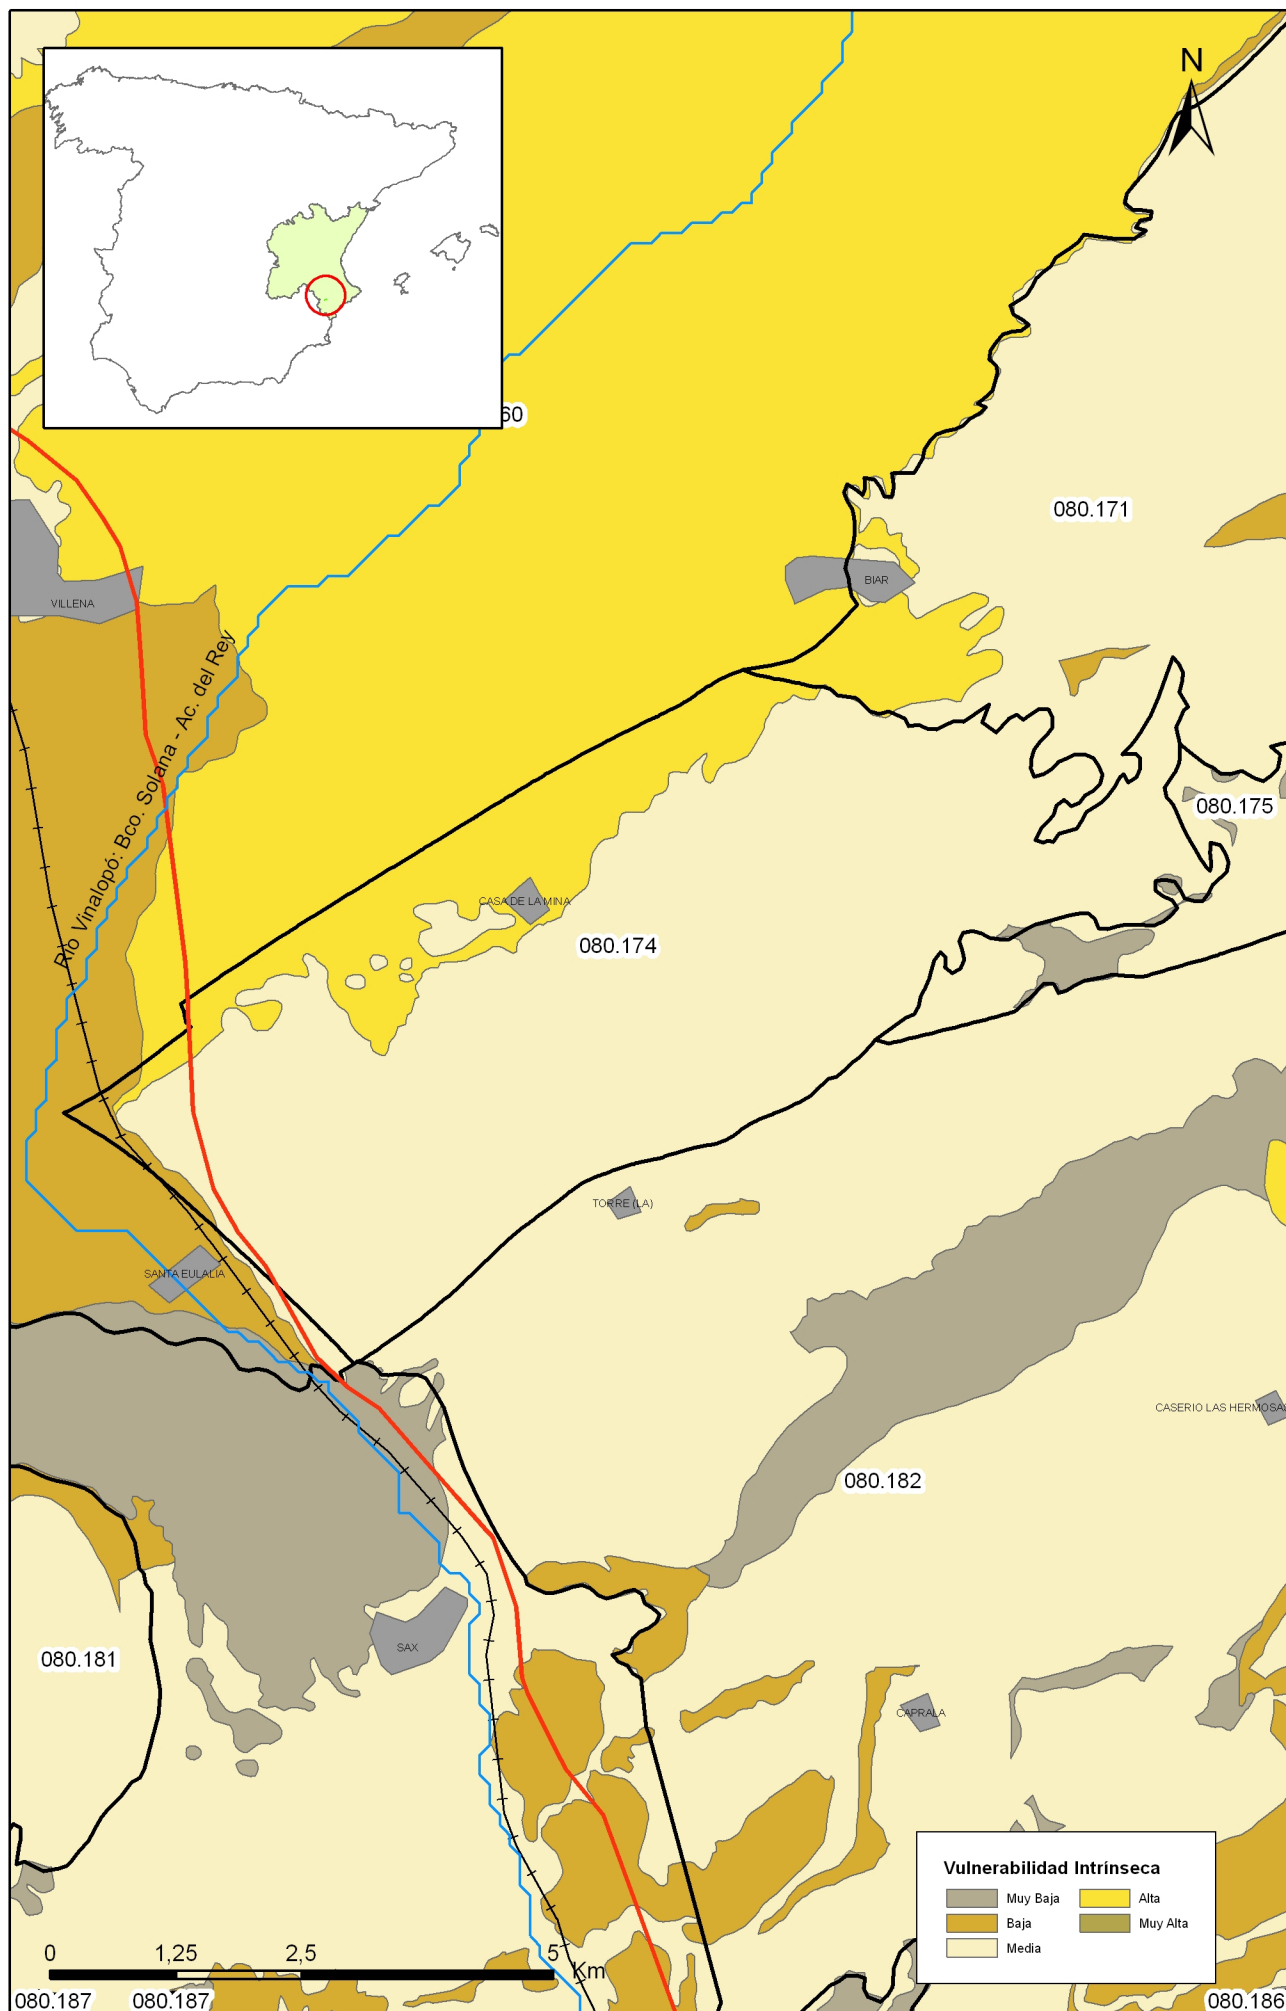 N
60
080.171
BIAR
VILLENA
Río Vinalopó: Bco. Solana - Ac. del Rey
080.175
CASA DE LA MINA
080.174
TORRE (LA)
SANTA EULALIA
CASERIO LAS HERMOSAS
080.182
SAX
080.181
CAPRALA
Vulnerabilidad Intrínseca
Muy Baja
Alta
Baja
Muy Alta
Media
0
1,25
2,5
5
Km
080.187
080.187
080.186